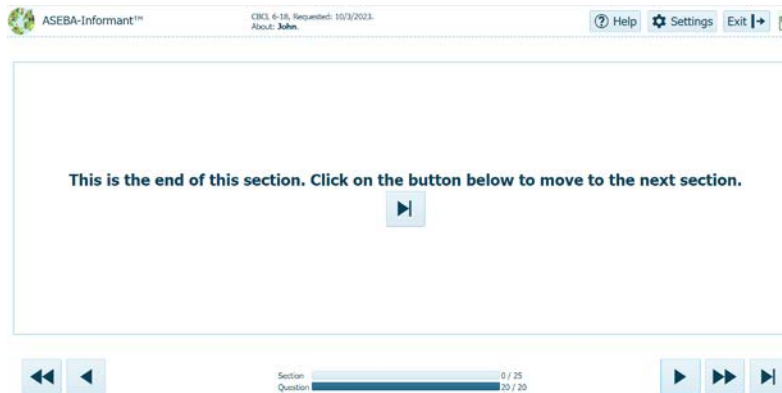 ASEBA-Informant™
CBCL 6-18, Requested: 10/3/2023.
About: John.
Help
Settings
Exit
This is the end of this section. Click on the button below to move to the next section.
Section 0 / 25
Question 20 / 20